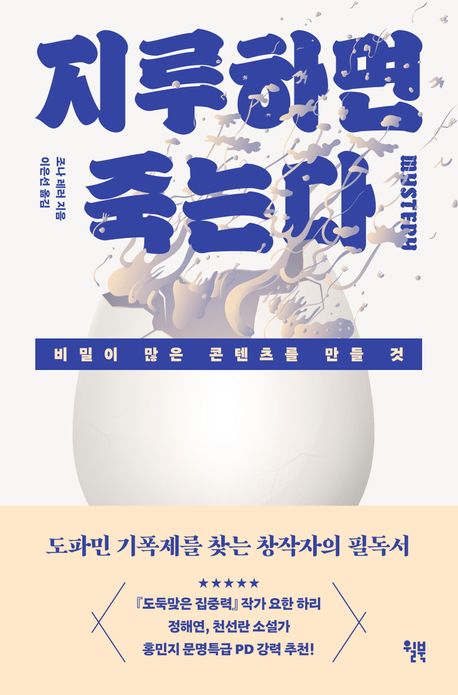 지루하면
죽는다
MYSTERY
조나 레러 지음
이은선 옮김
비밀이 많은 콘텐츠를 만들 것
도파민 기폭제를 찾는 창작자의 필독서
★★★★★
『도둑맞은 집중력』 작가 요한 하리
정해연, 천선란 소설가
홍민지 문명특급 PD 강력 추천!
윌북